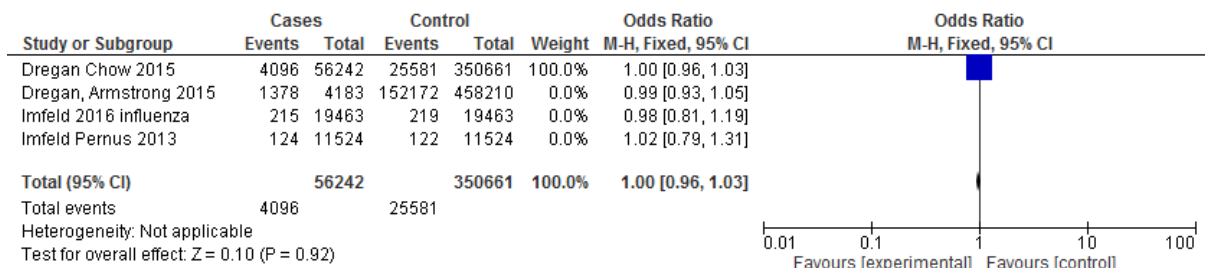 Cases Control Odds Ratio Odds Ratio
Study or Subgroup Events Total Events Total Weight M-H, Fixed, 95% CI M-H, Fixed, 95% CI
Dregan Chow 2015 4096 56242 25581 350661 100.0% 1.00 [0.96, 1.03]
Dregan, Armstrong 2015 1378 4183 152172 458210 0.0% 0.99 [0.93, 1.05]
Imfeld 2016 influenza 215 19463 219 19463 0.0% 0.98 [0.81, 1.19]
Imfeld Pernus 2013 124 11524 122 11524 0.0% 1.02 [0.79, 1.31]
Total (95% CI) 56242 350661 100.0% 1.00 [0.96, 1.03]
Total events 4096 25581
Heterogeneity: Not applicable
Test for overall effect: Z = 0.10 (P = 0.92)
0.01 0.1 1 10 100
Favours [experimental] Favours [control]